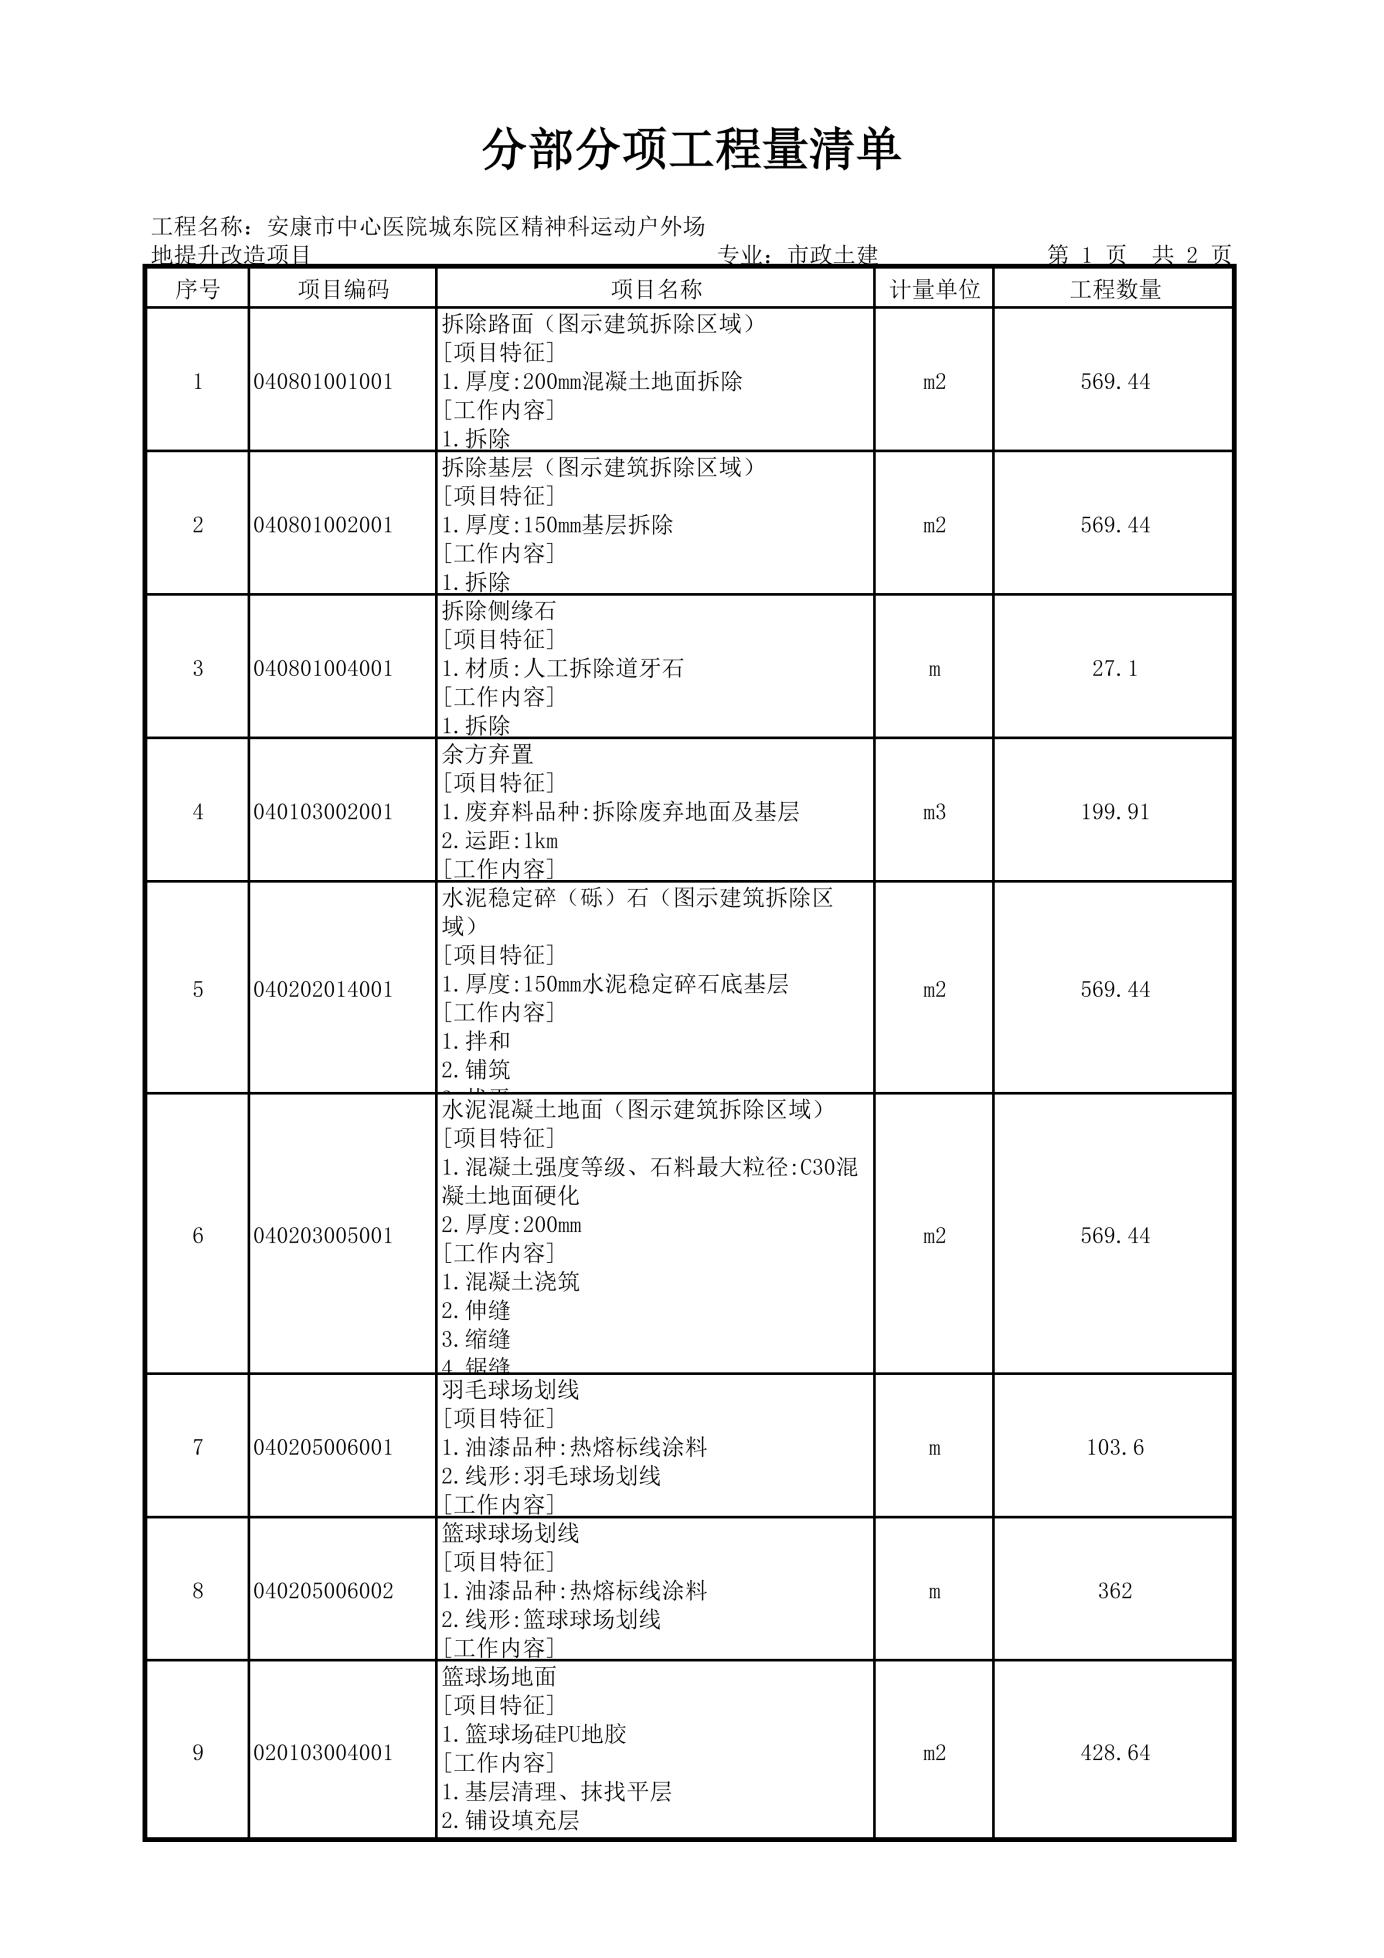 分部分项工程量清单
工程名称：安康市中心医院城东院区精神科运动户外场
地提升改造项目 专业：市政土建 第 1 页 共 2 页
序号 项目编码 项目名称 计量单位 工程数量
拆除路面（图示建筑拆除区域）
[项目特征]
1 040801001001 1.厚度:200mm混凝土地面拆除 m2 569.44
[工作内容]
1.拆除
拆除基层（图示建筑拆除区域）
[项目特征]
2 040801002001 1.厚度:150mm基层拆除 m2 569.44
[工作内容]
1.拆除
拆除侧缘石
[项目特征]
3 040801004001 1.材质:人工拆除道牙石 m 27.1
[工作内容]
1.拆除
余方弃置
[项目特征]
4 040103002001 1.废弃料品种:拆除废弃地面及基层 m3 199.91
2.运距:1km
[工作内容]
水泥稳定碎（砾）石（图示建筑拆除区
域）
[项目特征]
5 040202014001 1.厚度:150mm水泥稳定碎石底基层 m2 569.44
[工作内容]
1.拌和
2.铺筑
水泥混凝土地面（图示建筑拆除区域）
[项目特征]
1.混凝土强度等级、石料最大粒径:C30混
凝土地面硬化
2.厚度:200mm
6 040203005001 [工作内容] m2 569.44
1.混凝土浇筑
2.伸缝
3.缩缝
4.锯缝
羽毛球场划线
[项目特征]
7 040205006001 1.油漆品种:热熔标线涂料 m 103.6
2.线形:羽毛球场划线
[工作内容]
篮球球场划线
[项目特征]
8 040205006002 1.油漆品种:热熔标线涂料 m 362
2.线形:篮球球场划线
[工作内容]
篮球场地面
[项目特征]
1.篮球场硅PU地胶
9 020103004001 [工作内容] m2 428.64
1.基层清理、抹找平层
2.铺设填充层